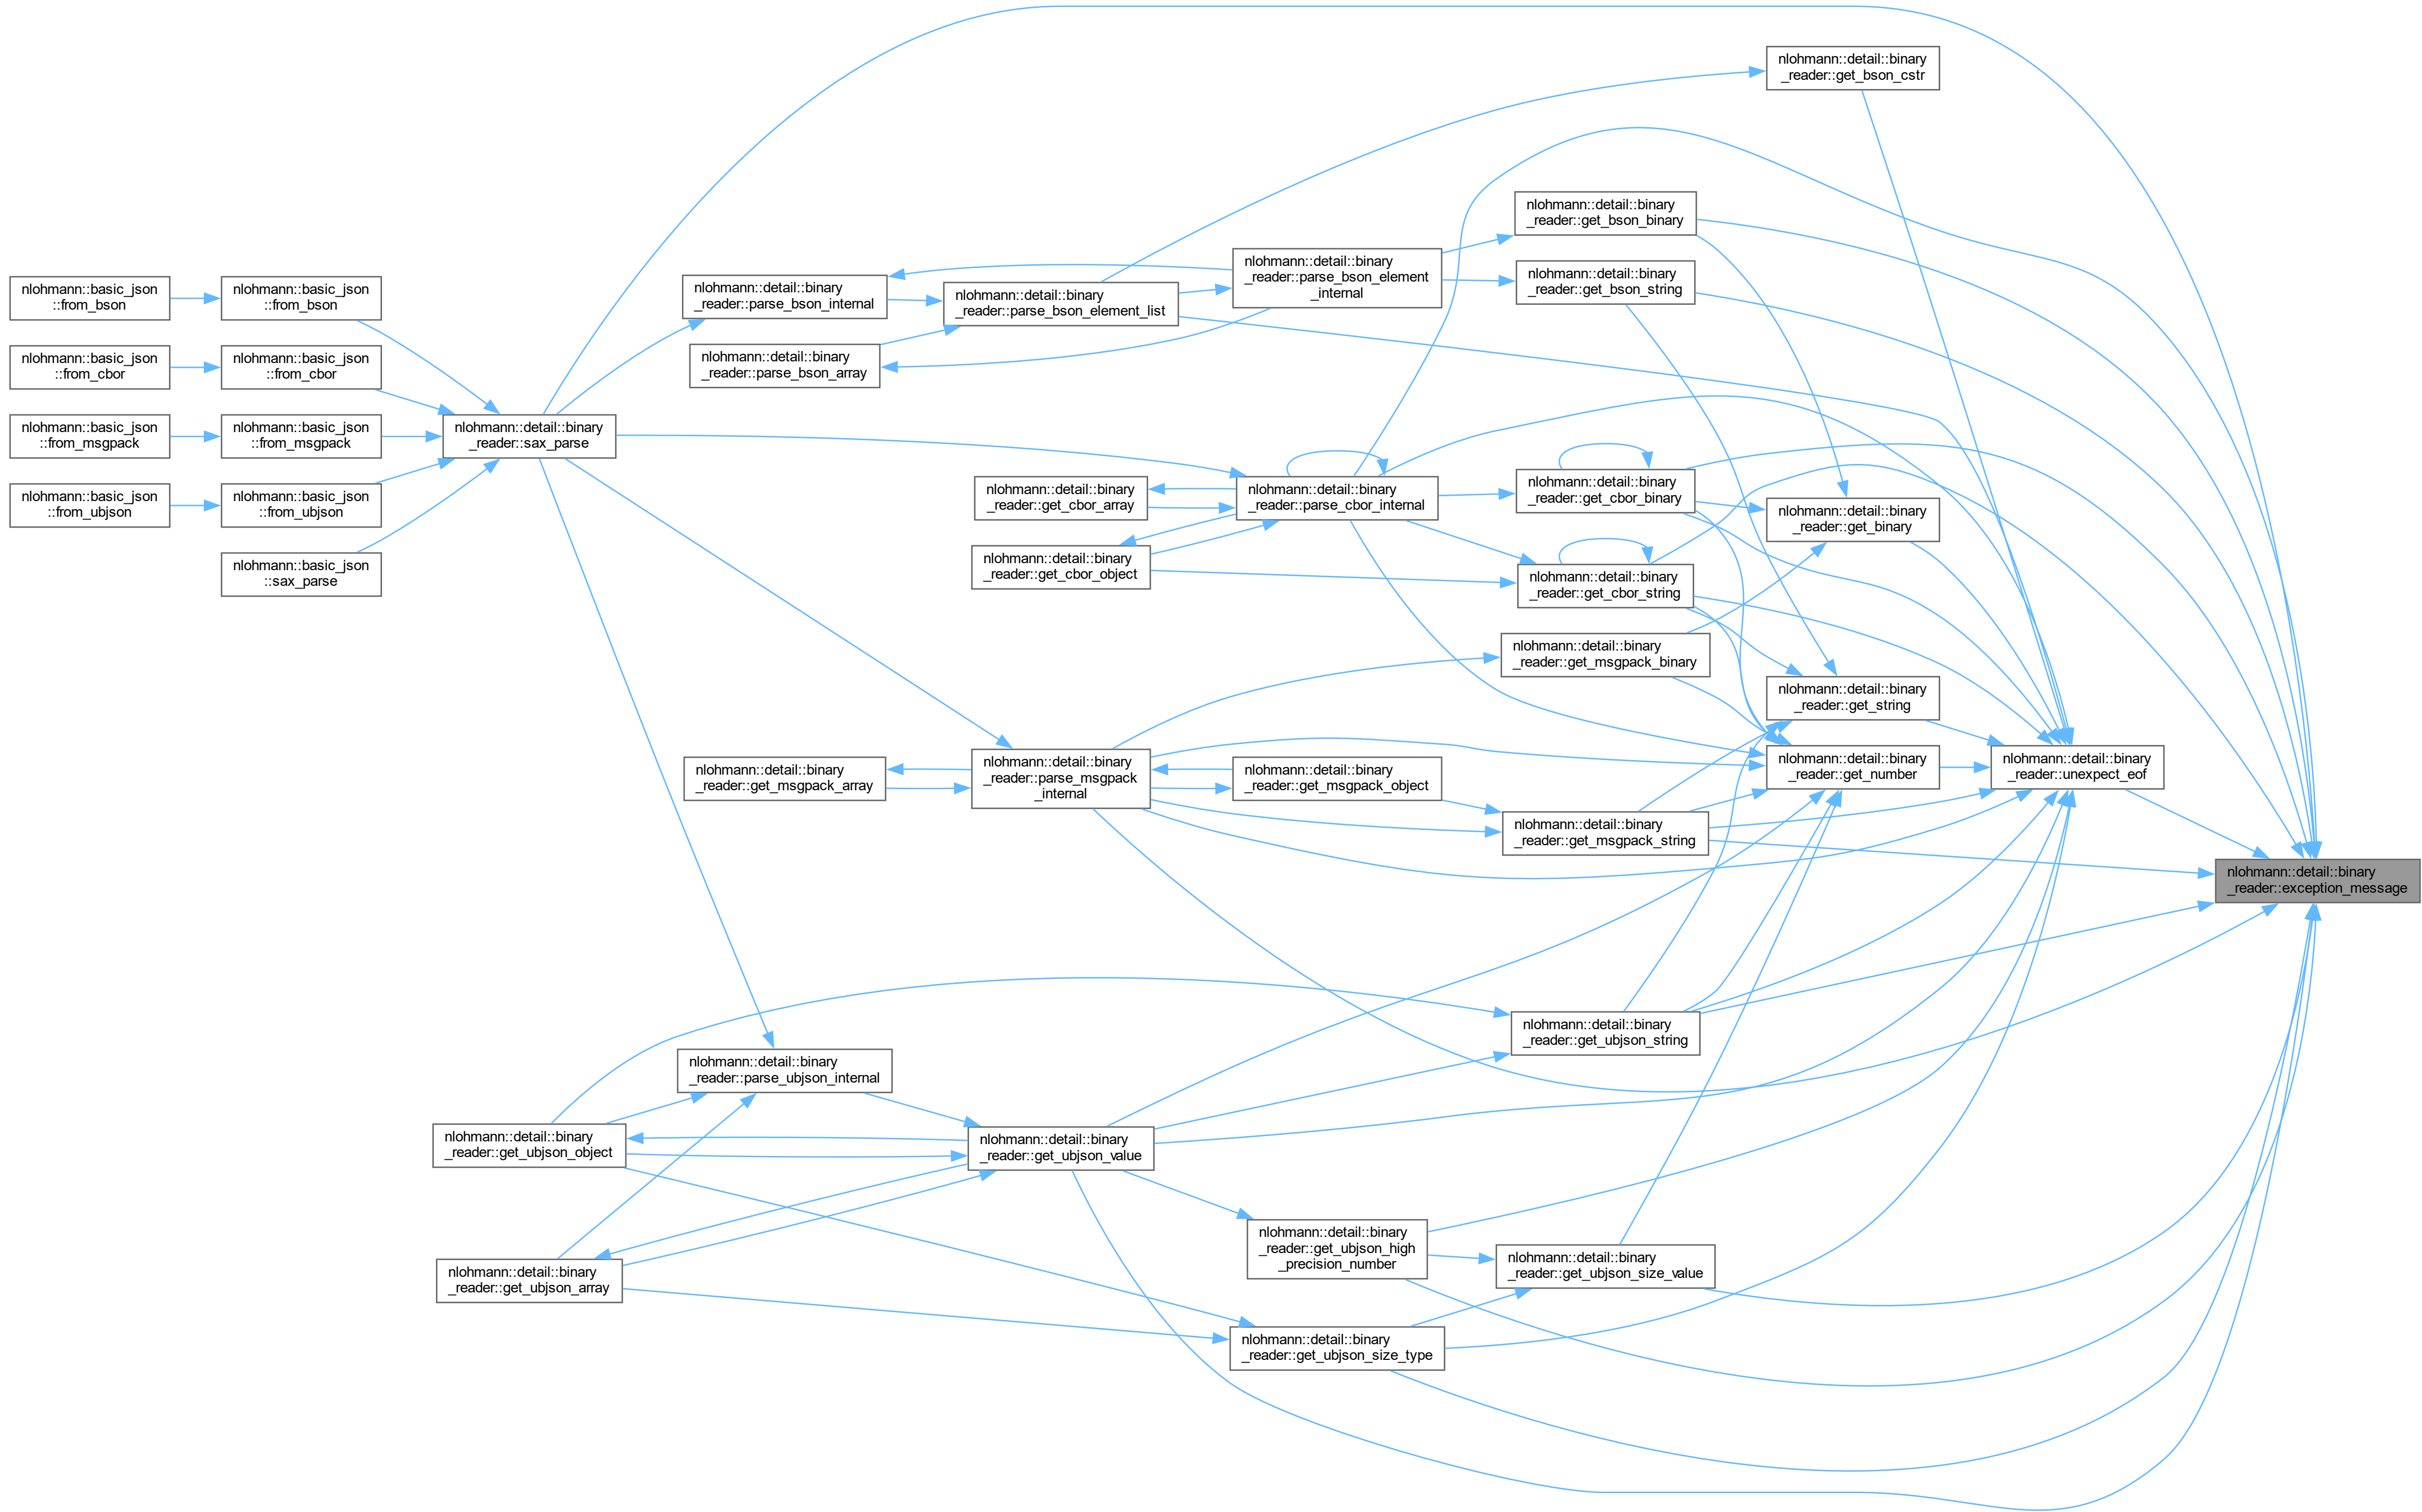 nlohmann::detail::binary
_reader::get_bson_cstr
nlohmann::detail::binary
_reader::get_bson_binary
nlohmann::detail::binary
_reader::parse_bson_element
_internal
nlohmann::detail::binary
_reader::get_bson_string
nlohmann::basic_json
::from_bson
nlohmann::basic_json
::from_bson
nlohmann::detail::binary
_reader::parse_bson_internal
nlohmann::detail::binary
_reader::parse_bson_element_list
nlohmann::basic_json
::from_cbor
nlohmann::basic_json
::from_cbor
nlohmann::detail::binary
_reader::parse_bson_array
nlohmann::basic_json
::from_msgpack
nlohmann::basic_json
::from_msgpack
nlohmann::detail::binary
_reader::sax_parse
nlohmann::basic_json
::from_ubjson
nlohmann::basic_json
::from_ubjson
nlohmann::detail::binary
_reader::get_cbor_array
nlohmann::detail::binary
_reader::parse_cbor_internal
nlohmann::detail::binary
_reader::get_cbor_binary
nlohmann::detail::binary
_reader::get_binary
nlohmann::basic_json
::sax_parse
nlohmann::detail::binary
_reader::get_cbor_object
nlohmann::detail::binary
_reader::get_cbor_string
nlohmann::detail::binary
_reader::get_msgpack_binary
nlohmann::detail::binary
_reader::get_string
nlohmann::detail::binary
_reader::get_msgpack_array
nlohmann::detail::binary
_reader::parse_msgpack
_internal
nlohmann::detail::binary
_reader::get_msgpack_object
nlohmann::detail::binary
_reader::get_number
nlohmann::detail::binary
_reader::unexpect_eof
nlohmann::detail::binary
_reader::get_msgpack_string
nlohmann::detail::binary
_reader::exception_message
nlohmann::detail::binary
_reader::get_ubjson_string
nlohmann::detail::binary
_reader::parse_ubjson_internal
nlohmann::detail::binary
_reader::get_ubjson_object
nlohmann::detail::binary
_reader::get_ubjson_value
nlohmann::detail::binary
_reader::get_ubjson_high
_precision_number
nlohmann::detail::binary
_reader::get_ubjson_size_value
nlohmann::detail::binary
_reader::get_ubjson_array
nlohmann::detail::binary
_reader::get_ubjson_size_type